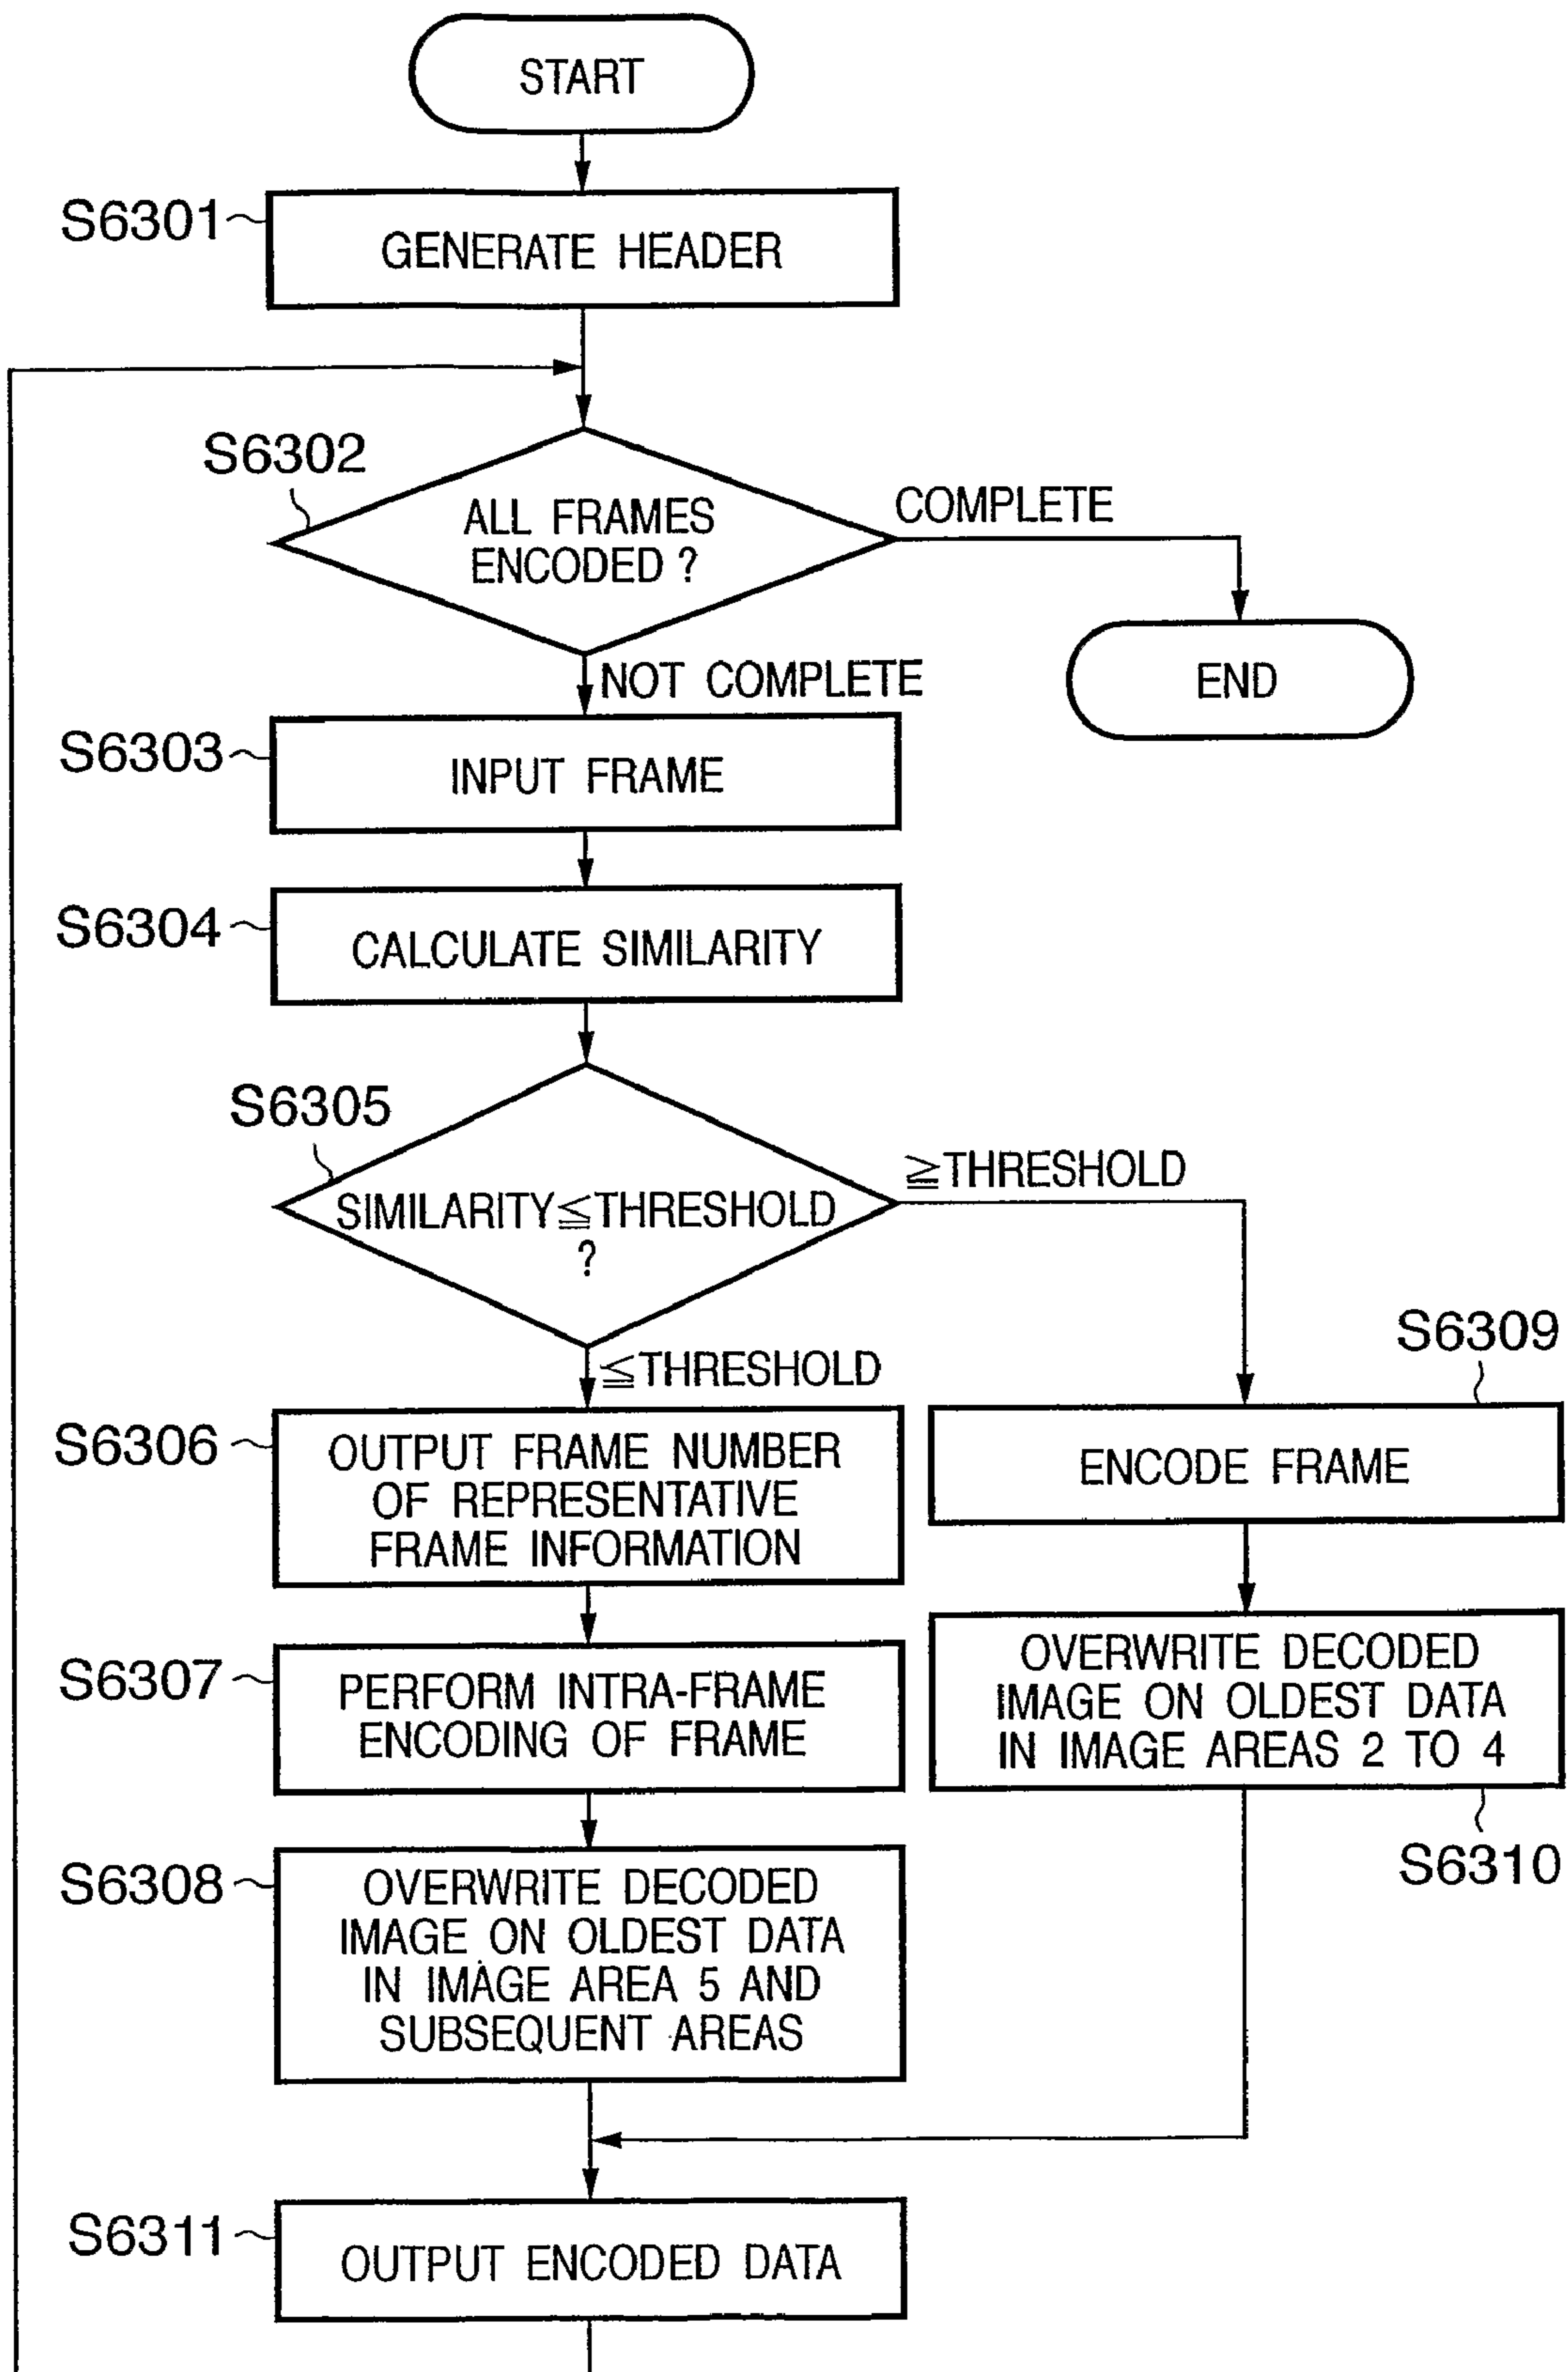 START
S6301
GENERATE HEADER
S6302
ALL FRAMES
ENCODED ?
COMPLETE
END
NOT COMPLETE
S6303
INPUT FRAME
S6304
CALCULATE SIMILARITY
S6305
SIMILARITY≦THRESHOLD
?
≧THRESHOLD
≦THRESHOLD
S6306
OUTPUT FRAME NUMBER
OF REPRESENTATIVE
FRAME INFORMATION
S6307
PERFORM INTRA-FRAME
ENCODING OF FRAME
S6308
OVERWRITE DECODED
IMAGE ON OLDEST DATA
IN IMAGE AREA 5 AND
SUBSEQUENT AREAS
S6309
ENCODE FRAME
OVERWRITE DECODED
IMAGE ON OLDEST DATA
IN IMAGE AREAS 2 TO 4
S6310
S6311
OUTPUT ENCODED DATA